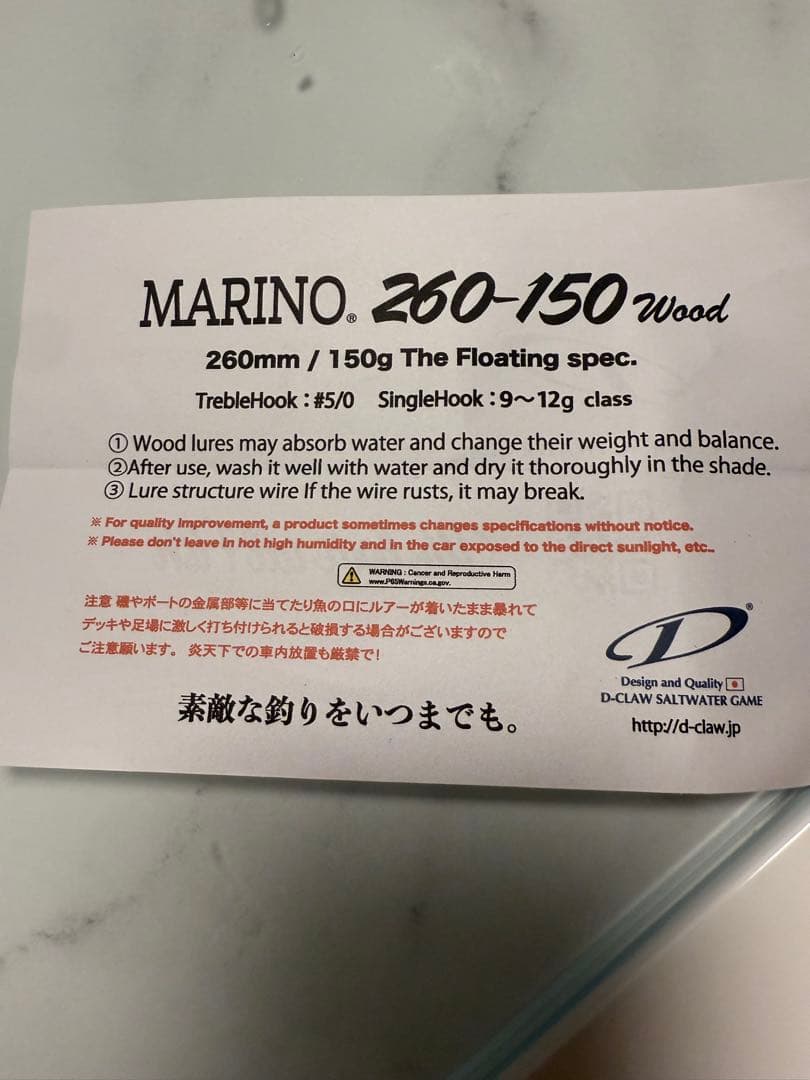 MARINO® 260-150 Wood
260mm / 150g The Floating spec.
TrebleHook：#5/0 SingleHook：9～12g class
① Wood lures may absorb water and change their weight and balance.
②After use, wash it well with water and dry it thoroughly in the shade.
③ Lure structure wire If the wire rusts, it may break.
※ For quality improvement, a product sometimes changes specifications without notice.
※ Please don't leave in hot high humidity and in the car exposed to the direct sunlight, etc..
WARNING : Cancer and Reproductive Harm
www.P65Warnings.ca.gov.
注意 磯やボートの金属部等に当てたり魚の口にルアーが着いたまま暴れて
デッキや足場に激しく打ち付けられると破損する場合がございますので
ご注意願います。 炎天下での車内放置も厳禁で!
素敵な釣りをいつまでも。
D®
Design and Quality
D-CLAW SALTWATER GAME
http://d-claw.jp